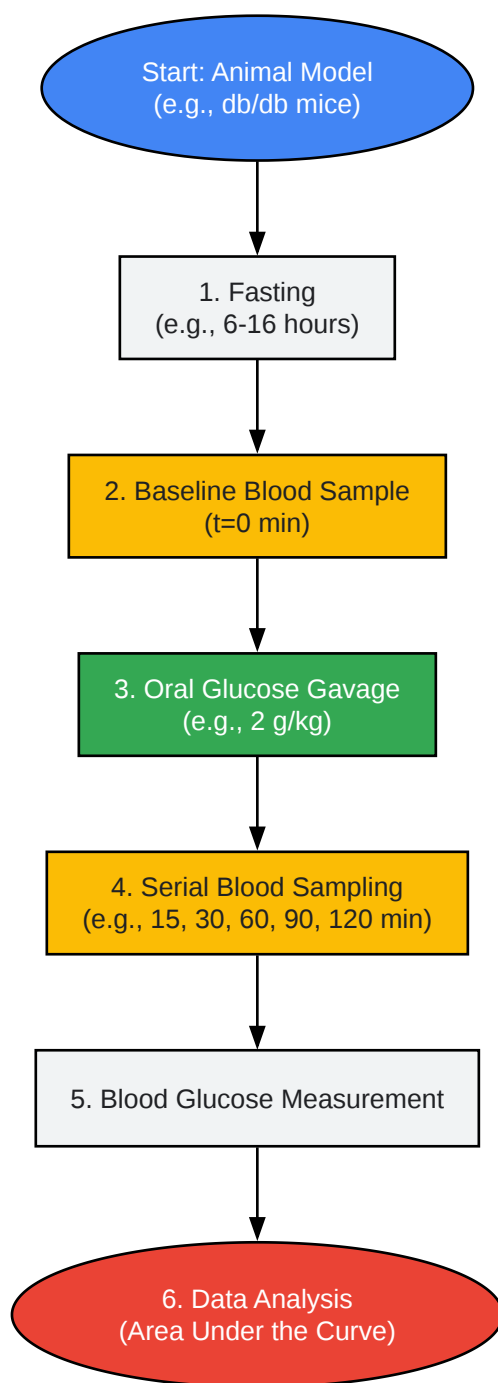 Start: Animal Model
(e.g., db/db mice)
1. Fasting
(e.g., 6-16 hours)
2. Baseline Blood Sample
(t=0 min)
3. Oral Glucose Gavage
(e.g., 2 g/kg)
4. Serial Blood Sampling
(e.g., 15, 30, 60, 90, 120 min)
5. Blood Glucose Measurement
6. Data Analysis
(Area Under the Curve)